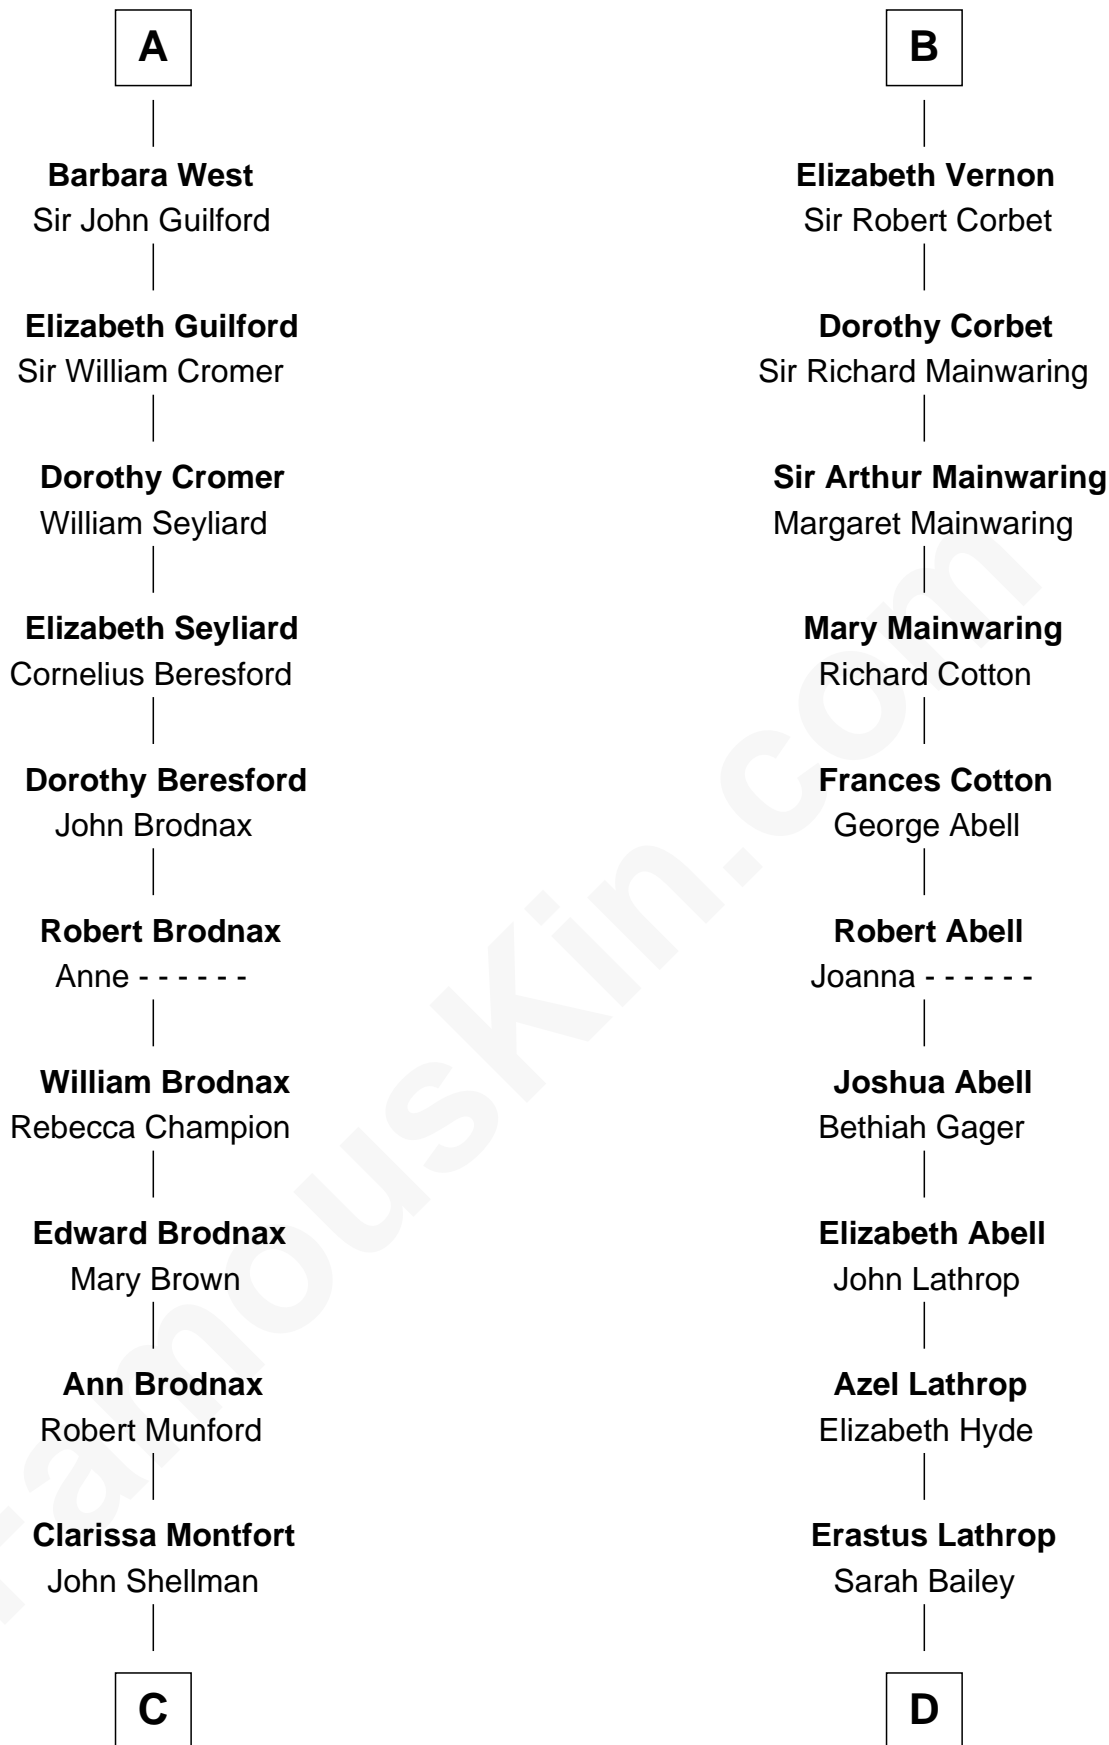 A
Barbara West
Sir John Guilford
Elizabeth Guilford
Sir William Cromer
Dorothy Cromer
William Seyliard
Elizabeth Seyliard
Cornelius Beresford
Dorothy Beresford
John Brodnax
Robert Brodnax
Anne - - - - - -
William Brodnax
Rebecca Champion
Edward Brodnax
Mary Brown
Ann Brodnax
Robert Munford
Clarissa Montfort
John Shellman
C
B
Elizabeth Vernon
Sir Robert Corbet
Dorothy Corbet
Sir Richard Mainwaring
Sir Arthur Mainwaring
Margaret Mainwaring
Mary Mainwaring
Richard Cotton
Frances Cotton
George Abell
Robert Abell
Joanna - - - - - -
Joshua Abell
Bethiah Gager
Elizabeth Abell
John Lathrop
Azel Lathrop
Elizabeth Hyde
Erastus Lathrop
Sarah Bailey
D
FamousKin.com